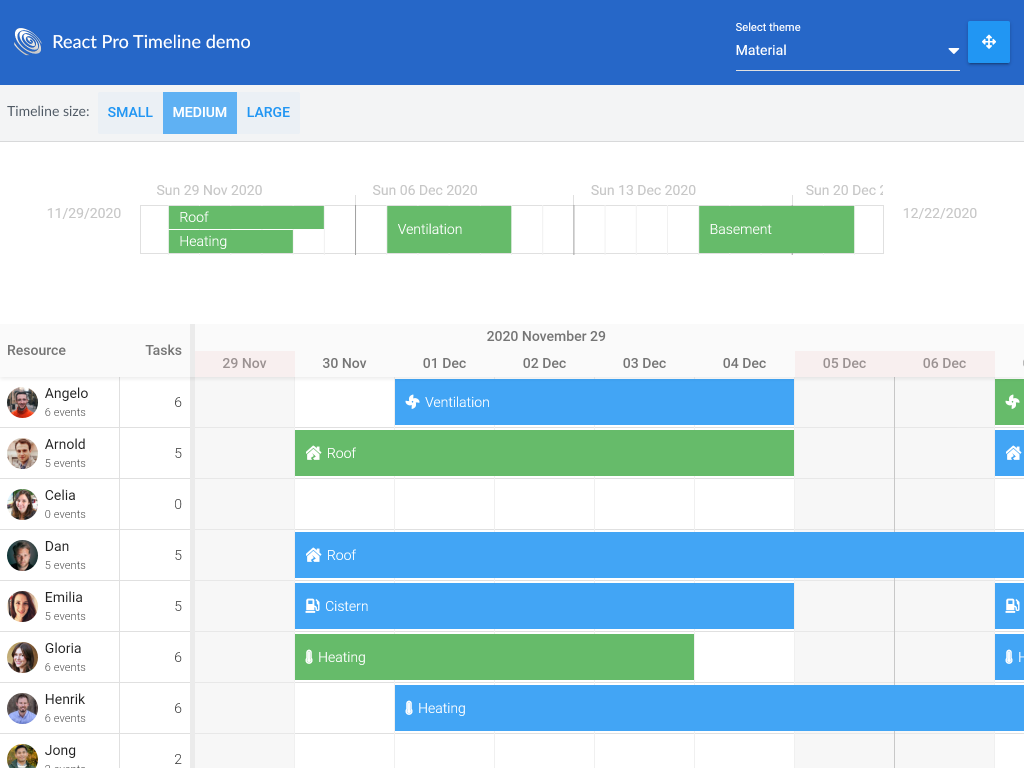 React Pro Timeline demo
Select theme
Material
Timeline size:
SMALL
MEDIUM
LARGE
Sun 29 Nov 2020
Sun 06 Dec 2020
Sun 13 Dec 2020
Sun 20 Dec
11/29/2020
Roof
Heating
Ventilation
Basement
12/22/2020
Resource
Tasks
2020 November 29
29 Nov
30 Nov
01 Dec
02 Dec
03 Dec
04 Dec
05 Dec
06 Dec
Angelo
6 events
6
Ventilation
Arnold
5 events
5
Roof
Celia
0 events
0
Dan
5 events
5
Roof
Emilia
5 events
5
Cistern
Gloria
6 events
6
Heating
H
Henrik
6 events
6
Heating
Jong
2